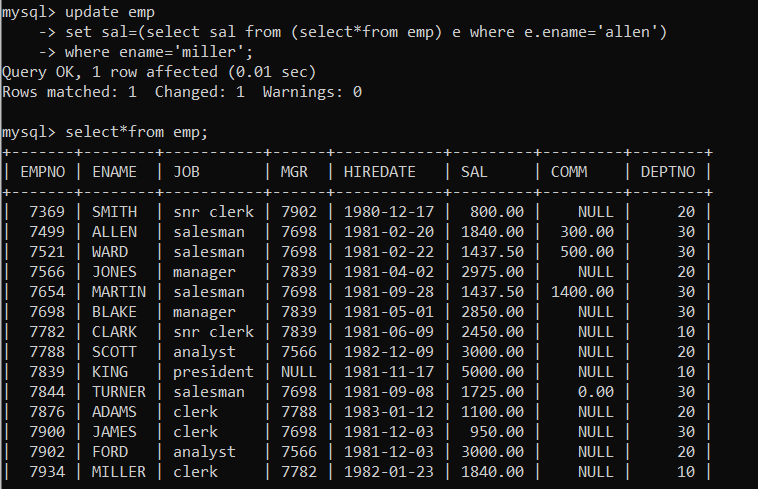 mysql> update emp
    -> set sal=(select sal from (select*from emp) e where e.ename='allen')
    -> where ename='miller';
Query OK, 1 row affected (0.01 sec)
Rows matched: 1  Changed: 1  Warnings: 0

mysql> select*from emp;
+-------+--------+-----------+------+------------+---------+---------+--------+
| EMPNO | ENAME  | JOB       | MGR  | HIREDATE   | SAL     | COMM    | DEPTNO |
+-------+--------+-----------+------+------------+---------+---------+--------+
|  7369 | SMITH  | snr clerk | 7902 | 1980-12-17 |  800.00 |    NULL |     20 |
|  7499 | ALLEN  | salesman  | 7698 | 1981-02-20 | 1840.00 |  300.00 |     30 |
|  7521 | WARD   | salesman  | 7698 | 1981-02-22 | 1437.50 |  500.00 |     30 |
|  7566 | JONES  | manager   | 7839 | 1981-04-02 | 2975.00 |    NULL |     20 |
|  7654 | MARTIN | salesman  | 7698 | 1981-09-28 | 1437.50 | 1400.00 |     30 |
|  7698 | BLAKE  | manager   | 7839 | 1981-05-01 | 2850.00 |    NULL |     30 |
|  7782 | CLARK  | snr clerk | 7839 | 1981-06-09 | 2450.00 |    NULL |     10 |
|  7788 | SCOTT  | analyst   | 7566 | 1982-12-09 | 3000.00 |    NULL |     20 |
|  7839 | KING   | president | NULL | 1981-11-17 | 5000.00 |    NULL |     10 |
|  7844 | TURNER | salesman  | 7698 | 1981-09-08 | 1725.00 |    0.00 |     30 |
|  7876 | ADAMS  | clerk     | 7788 | 1983-01-12 | 1100.00 |    NULL |     20 |
|  7900 | JAMES  | clerk     | 7698 | 1981-12-03 |  950.00 |    NULL |     30 |
|  7902 | FORD   | analyst   | 7566 | 1981-12-03 | 3000.00 |    NULL |     20 |
|  7934 | MILLER | clerk     | 7782 | 1982-01-23 | 1840.00 |    NULL |     10 |